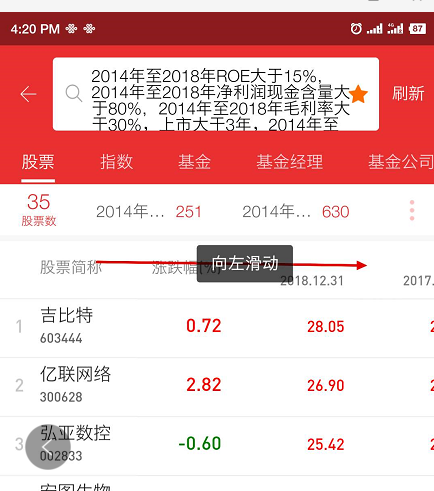 4:20 PM 4G 87
2014年至2018年ROE大于15%,
2014年至2018年净利润现金含量大
于80%, 2014年至2018年毛利率大
于30%, 上市大于3年, 2014年至
刷新
股票 指数 基金 基金经理 基金公司
35 2014年… 251 2014年… 630
股票数
向左滑动
股票简称 涨跌幅(%)
2018.12.31 2017.
1 吉比特 0.72 28.05 2
603444
2 亿联网络 2.82 26.90 2
300628
3 弘亚数控 -0.60 25.42 2
002833
安图生物